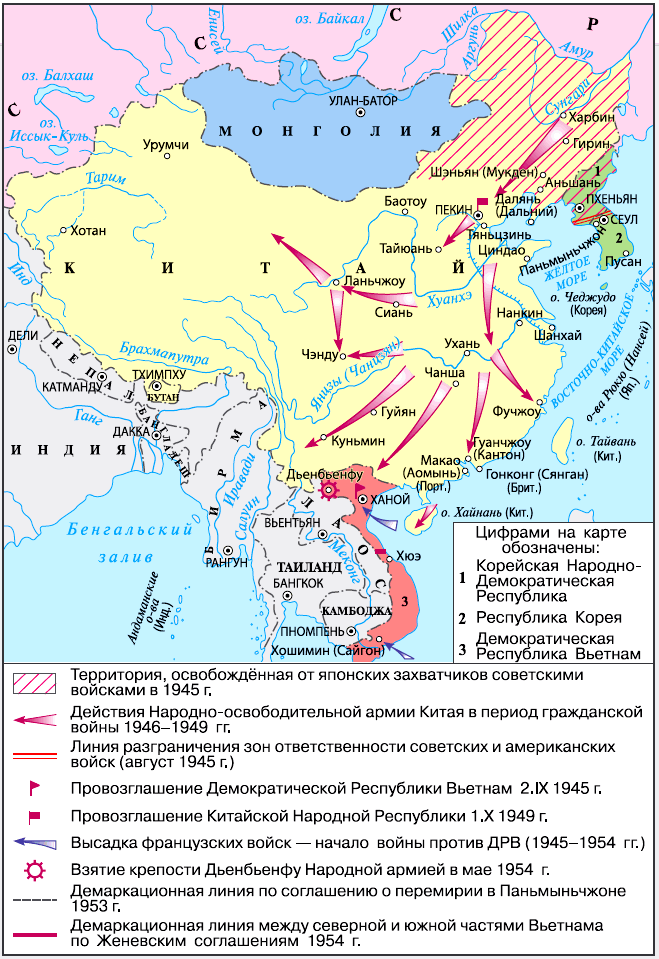 оз. Байкал
Енисей
С С С Р
Шилка
Аргунь
Амур
оз. Балхаш
Сунгари
УЛАН-БАТОР
оз.
Иссык-Куль
МОНГОЛИЯ
Харбин
Гирин
Урумчи
Шэньян (Мукден)
1
Тарим
Аньшань
Баотоу
Далянь
(Дальний)
ПХЕНЬЯН
ПЕКИН
СЕУЛ
Хотан
Тяньцзинь
2
Тайюань
Циндао
Паньмыньчжон
Пусан
КИТАЙ
ЖЁЛТОЕ
МОРЕ
Инд
Ланьчжоу
Хуанхэ
о. Чеджудо
(Корея)
Сиань
Нанкин
ДЕЛИ
Шанхай
Брахмапутра
Чэнду
Ухань
ВОСТОЧНО-КИТАЙСКОЕ
МОРЕ
о-ва Рюкю (Нансей)
(Яп.)
НЕПАЛ
ТХИМПХУ
Янцзы (Чанцзян)
Чанша
КАТМАНДУ
БУТАН
Ганг
БАНГЛАДЕШ
Гуйян
Фучжоу
ДАККА
Куньмин
Гуанчжоу
(Кантон)
о. Тайвань
(Кит.)
ИНДИЯ
БИРМА
Иравади
Салуин
Дьенбьенфу
Макао
(Аомынь)
(Порт.)
Гонконг (Сянган)
(Брит.)
ХАНОЙ
о. Хайнань (Кит.)
Бенгальский
залив
ЛАОС
ВЬЕНТЬЯН
Меконг
Хюэ
РАНГУН
ТАИЛАНД
БАНГКОК
Андаманские
о-ва
(Инд.)
КАМБОДЖА
3
ПНОМПЕНЬ
Хошимин (Сайгон)
Цифрами на карте
обозначены:
1 Корейская Народно-
Демократическая
Республика
2 Республика Корея
3 Демократическая
Республика Вьетнам
Территория, освобождённая от японских захватчиков советскими
войсками в 1945 г.
Действия Народно-освободительной армии Китая в период гражданской
войны 1946–1949 гг.
Линия разграничения зон ответственности советских и американских
войск (август 1945 г.)
Провозглашение Демократической Республики Вьетнам 2.IX 1945 г.
Провозглашение Китайской Народной Республики 1.X 1949 г.
Высадка французских войск — начало войны против ДРВ (1945–1954 гг.)
Взятие крепости Дьенбьенфу Народной армией в мае 1954 г.
Демаркационная линия по соглашению о перемирии в Паньмыньчжоне
1953 г.
Демаркационная линия между северной и южной частями Вьетнама
по Женевским соглашениям 1954 г.